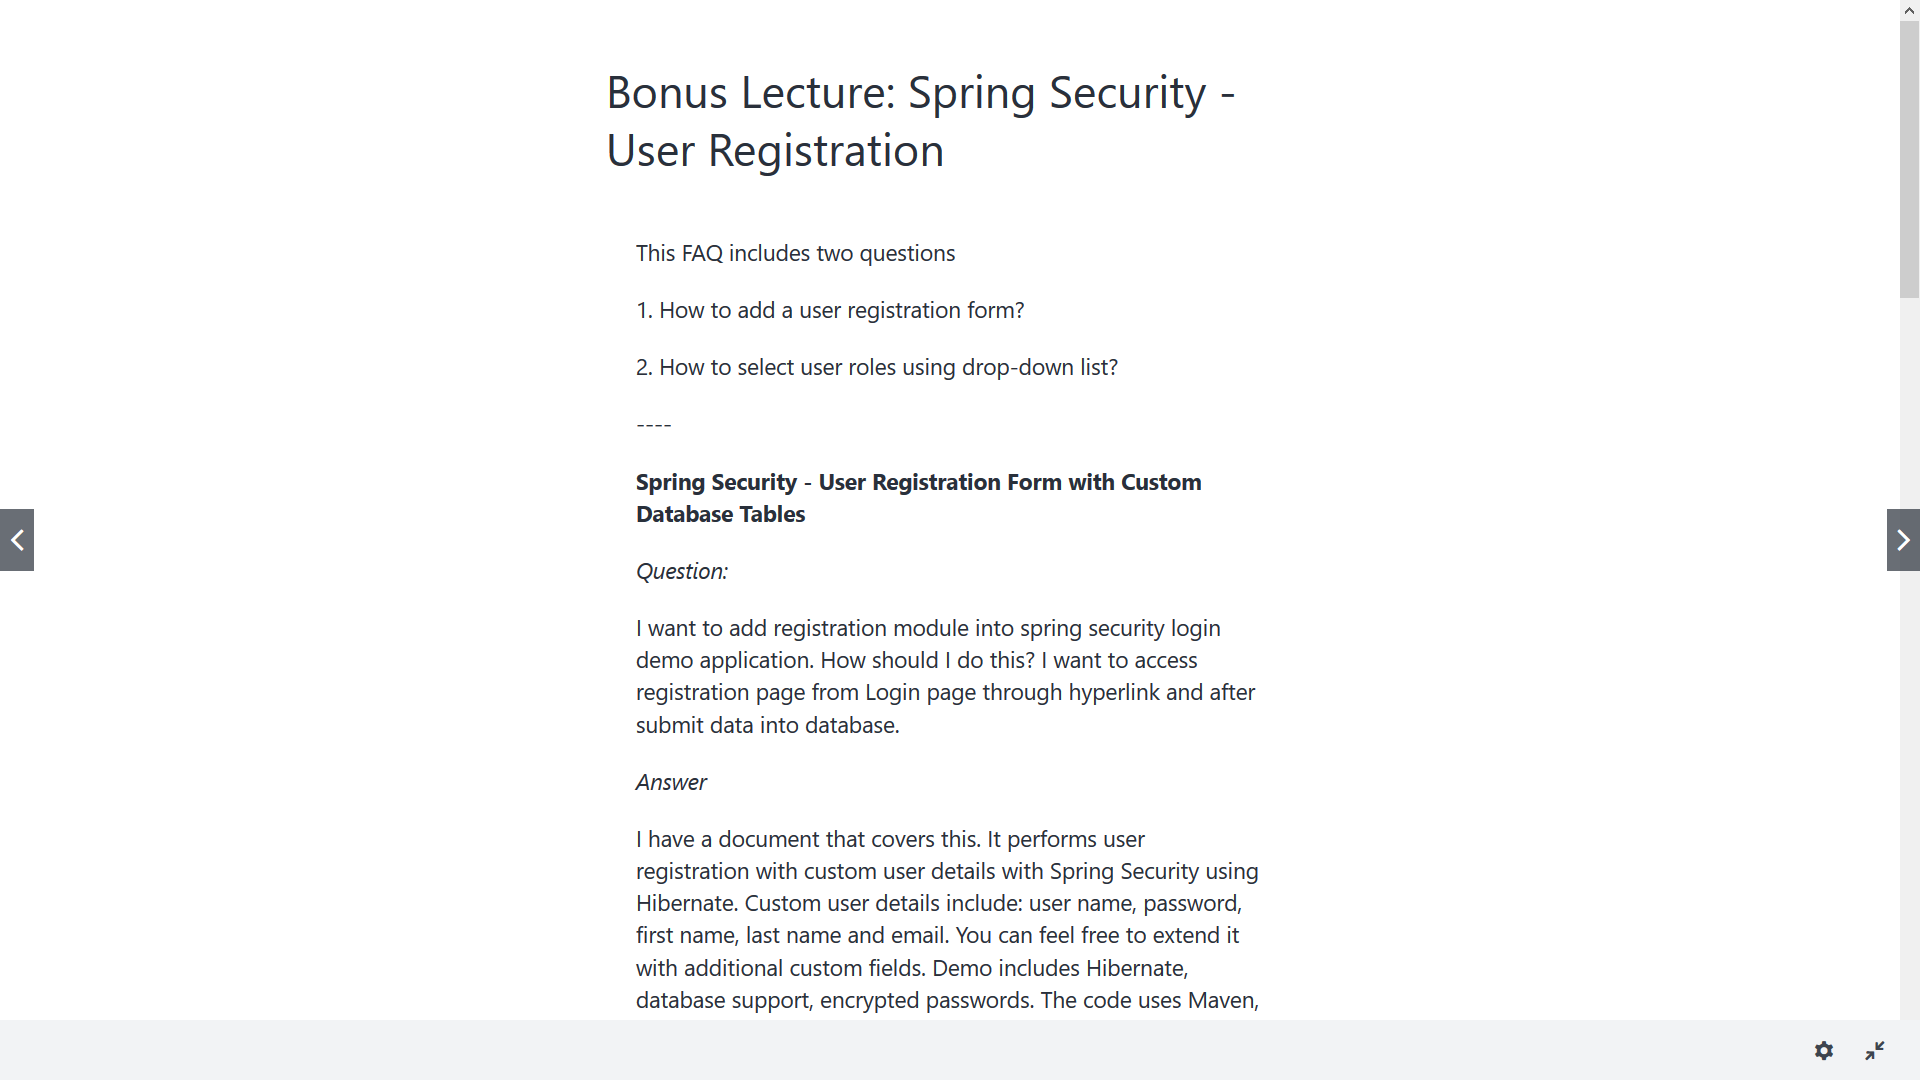 Bonus Lecture: Spring Security -
User Registration
This FAQ includes two questions
1. How to add a user registration form?
2. How to select user roles using drop-down list?
----
Spring Security - User Registration Form with Custom
Database Tables
Question:
I want to add registration module into spring security login
demo application. How should I do this? I want to access
registration page from Login page through hyperlink and after
submit data into database.
Answer
I have a document that covers this. It performs user
registration with custom user details with Spring Security using
Hibernate. Custom user details include: user name, password,
first name, last name and email. You can feel free to extend it
with additional custom fields. Demo includes Hibernate,
database support, encrypted passwords. The code uses Maven,